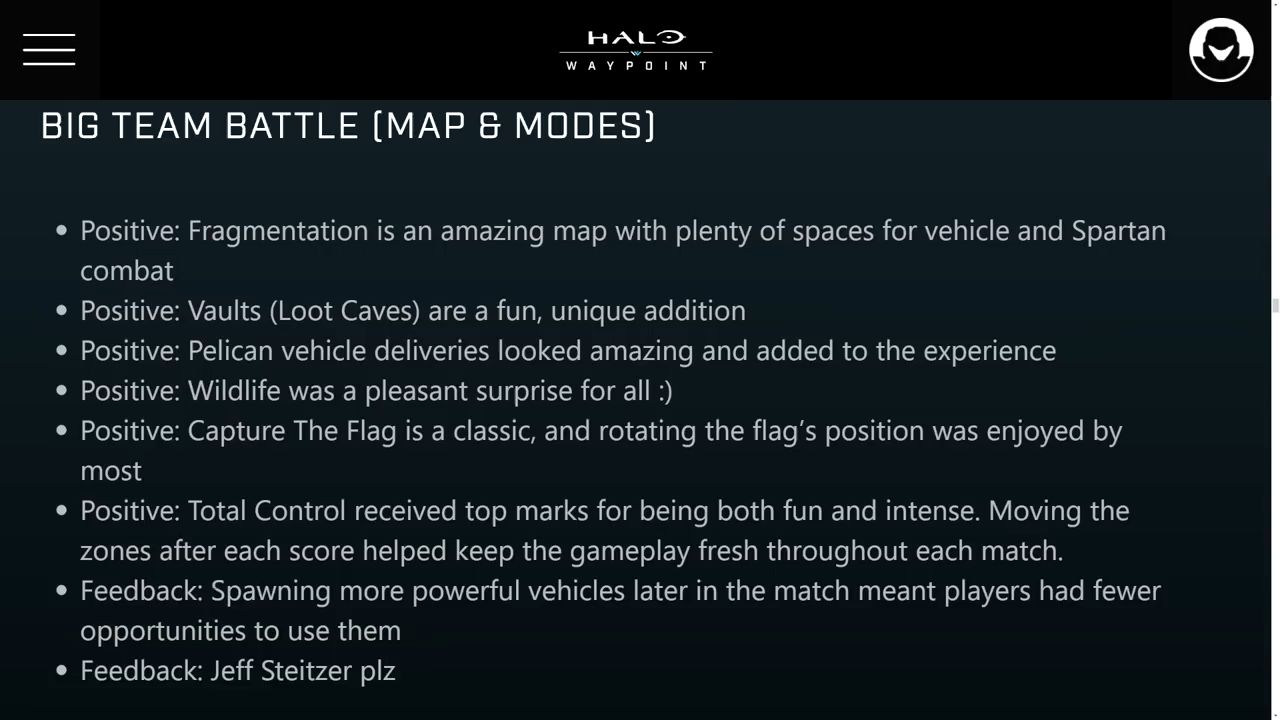 HALO
WAYPOINT
BIG TEAM BATTLE (MAP & MODES)
• Positive: Fragmentation is an amazing map with plenty of spaces for vehicle and Spartan
combat
• Positive: Vaults (Loot Caves) are a fun, unique addition
• Positive: Pelican vehicle deliveries looked amazing and added to the experience
• Positive: Wildlife was a pleasant surprise for all :)
• Positive: Capture The Flag is a classic, and rotating the flag’s position was enjoyed by
most
• Positive: Total Control received top marks for being both fun and intense. Moving the
zones after each score helped keep the gameplay fresh throughout each match.
• Feedback: Spawning more powerful vehicles later in the match meant players had fewer
opportunities to use them
• Feedback: Jeff Steitzer plz